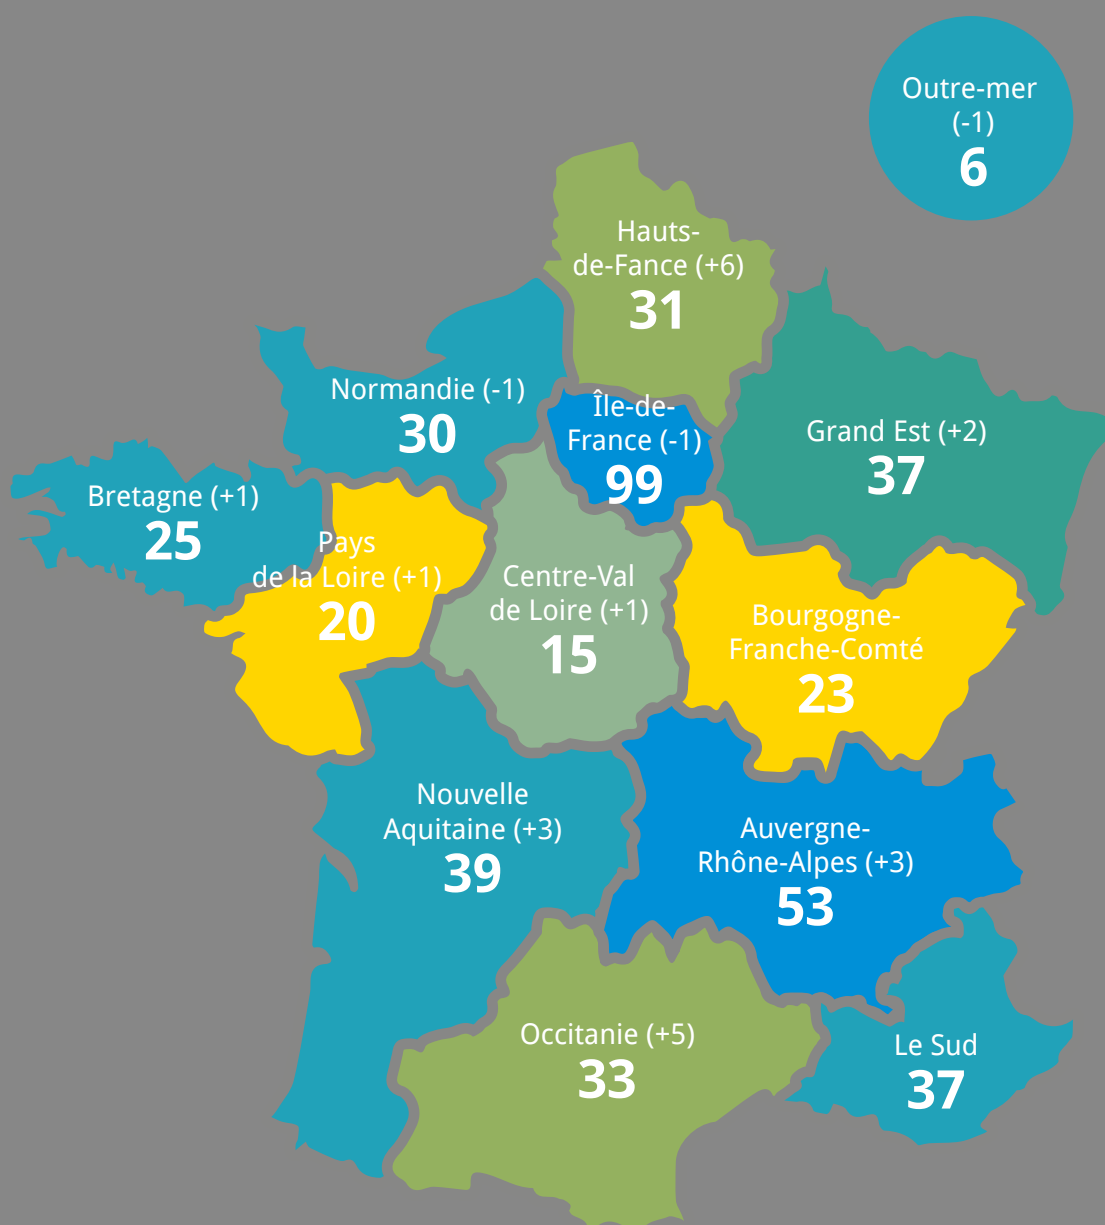 Outre-mer
(-1)
6
Hauts-
de-Fance (+6)
31
Normandie (-1)
30
Île-de-
France (-1)
99
Grand Est (+2)
37
Bretagne (+1)
25
Pays
de la Loire (+1)
20
Centre-Val
de Loire (+1)
15
Bourgogne-
Franche-Comté
23
Nouvelle
Aquitaine (+3)
39
Auvergne-
Rhône-Alpes (+3)
53
Occitanie (+5)
33
Le Sud
37